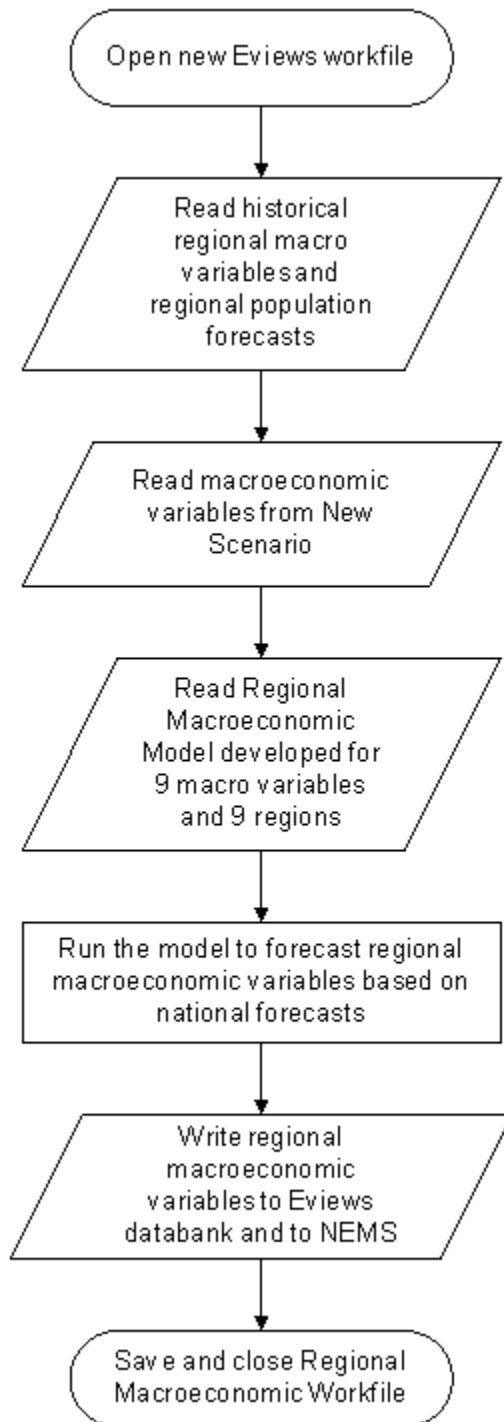 Open new Eviews workfile
Read historical
regional macro
variables and
regional population
forecasts
Read macroeconomic
variables from New
Scenario
Read Regional
Macroeconomic
Model developed for
9 macro variables
and 9 regions
Run the model to forecast regional
macroeconomic variables based on
national forecasts
Write regional
macroeconomic
variables to Eviews
databank and to NEMS
Save and close Regional
Macroeconomic Workfile